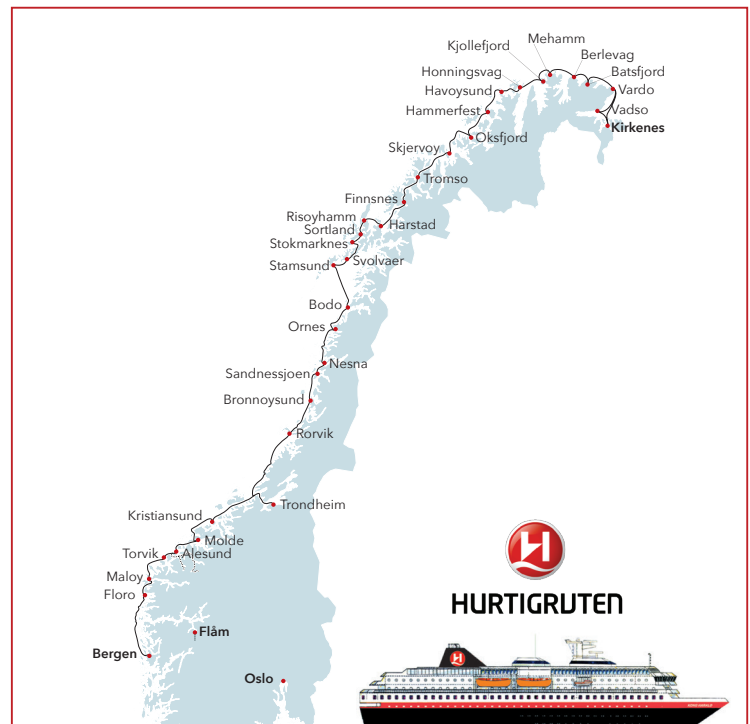 Mehamm
Kjollefjord
Berlevag
Honningsvag
Batsfjord
Havoysund
Vardo
Hammerfest
Vadso
Kirkenes
Oksfjord
Skjervoy
Tromso
Finnsnes
Risoyhamm
Harstad
Sortland
Stokmarknes
Svolvaer
Stamsund
Bodo
Ornes
Nesna
Sandnessjoen
Bronnoysund
Rorvik
Trondheim
Kristiansund
Molde
Torvik
Alesund
Maloy
Floro
Flåm
Bergen
Oslo
H
HURTIGRUTEN